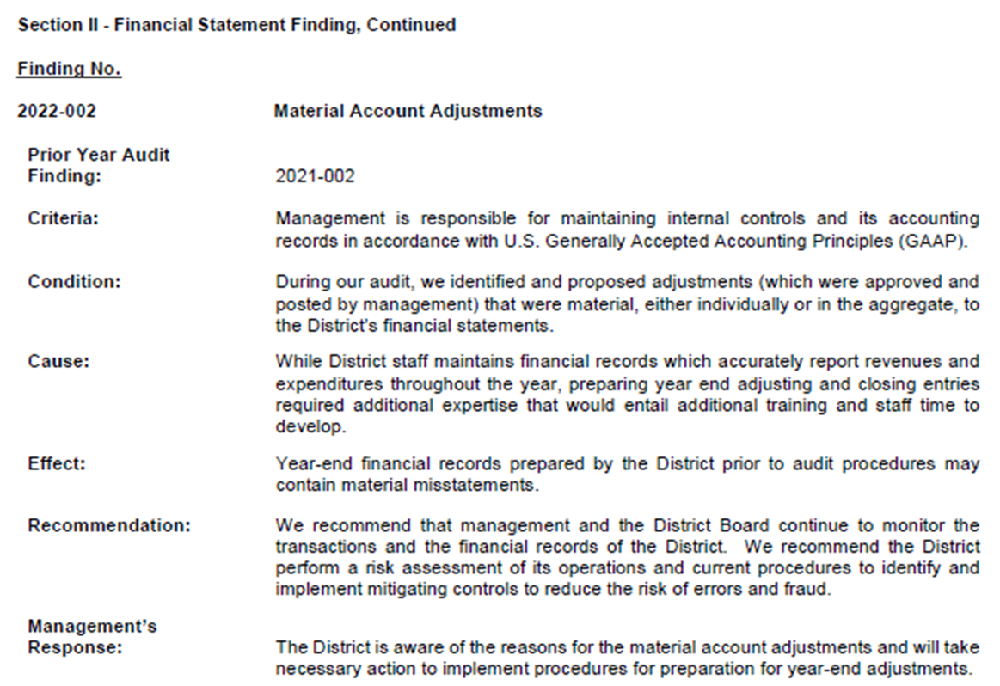 Section II - Financial Statement Finding, Continued
Finding No.
2022-002 Material Account Adjustments
Prior Year Audit
Finding: 2021-002
Criteria: Management is responsible for maintaining internal controls and its accounting
records in accordance with U.S. Generally Accepted Accounting Principles (GAAP).
Condition: During our audit, we identified and proposed adjustments (which were approved and
posted by management) that were material, either individually or in the aggregate, to
the District's financial statements.
Cause: While District staff maintains financial records which accurately report revenues and
expenditures throughout the year, preparing year end adjusting and closing entries
required additional expertise that would entail additional training and staff time to
develop.
Effect: Year-end financial records prepared by the District prior to audit procedures may
contain material misstatements.
Recommendation: We recommend that management and the District Board continue to monitor the
transactions and the financial records of the District. We recommend the District
perform a risk assessment of its operations and current procedures to identify and
implement mitigating controls to reduce the risk of errors and fraud.
Management's
Response: The District is aware of the reasons for the material account adjustments and will take
necessary action to implement procedures for preparation for year-end adjustments.